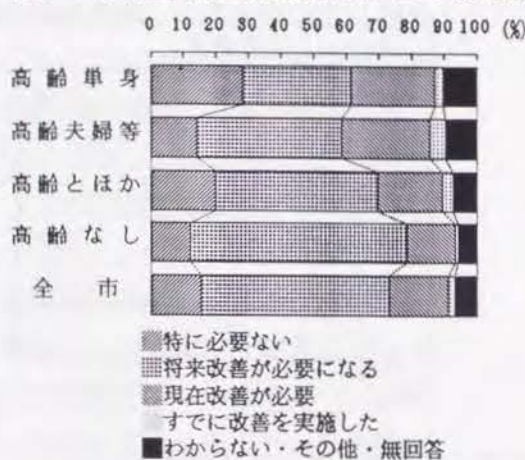 0 10 20 30 40 50 60 70 80 90 100 (%)
高齢単身
高齢夫婦等
高齢とほか
高齢なし
全市
特に必要ない
将来改善が必要になる
現在改善が必要
すでに改善を実施した
わからない・その他・無回答